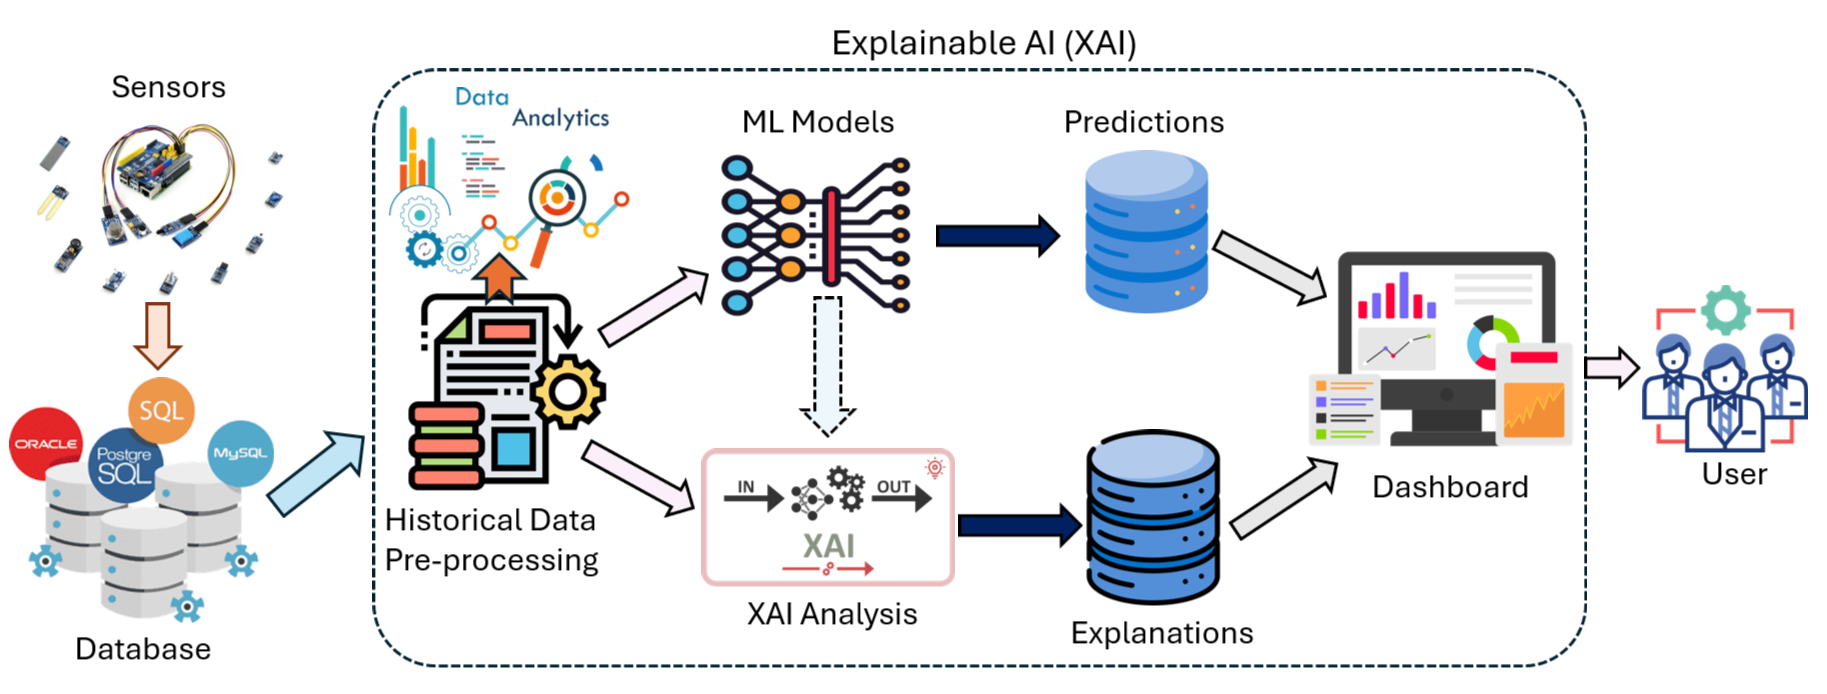 Explainable AI (XAI)
Sensors
Data
Analytics
ML Models
Predictions
SQL
ORACLE
Postgre
SQL
MySQL
Historical Data
Pre-processing
IN
OUT
XAI
XAI Analysis
Explanations
Dashboard
User
Database